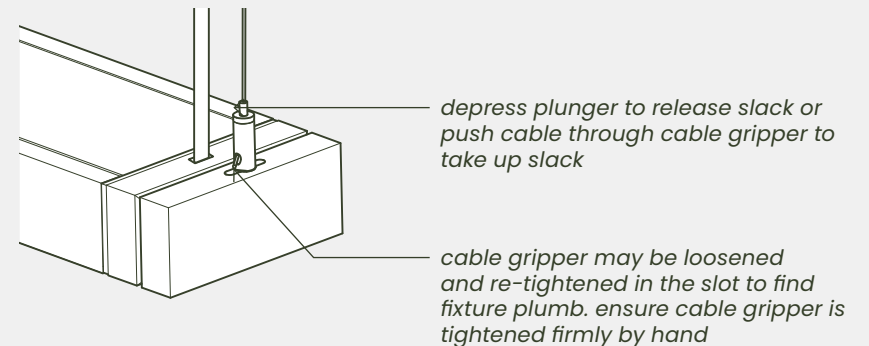 depress plunger to release slack or
push cable through cable gripper to
take up slack
cable gripper may be loosened
and re-tightened in the slot to find
fixture plumb. ensure cable gripper is
tightened firmly by hand